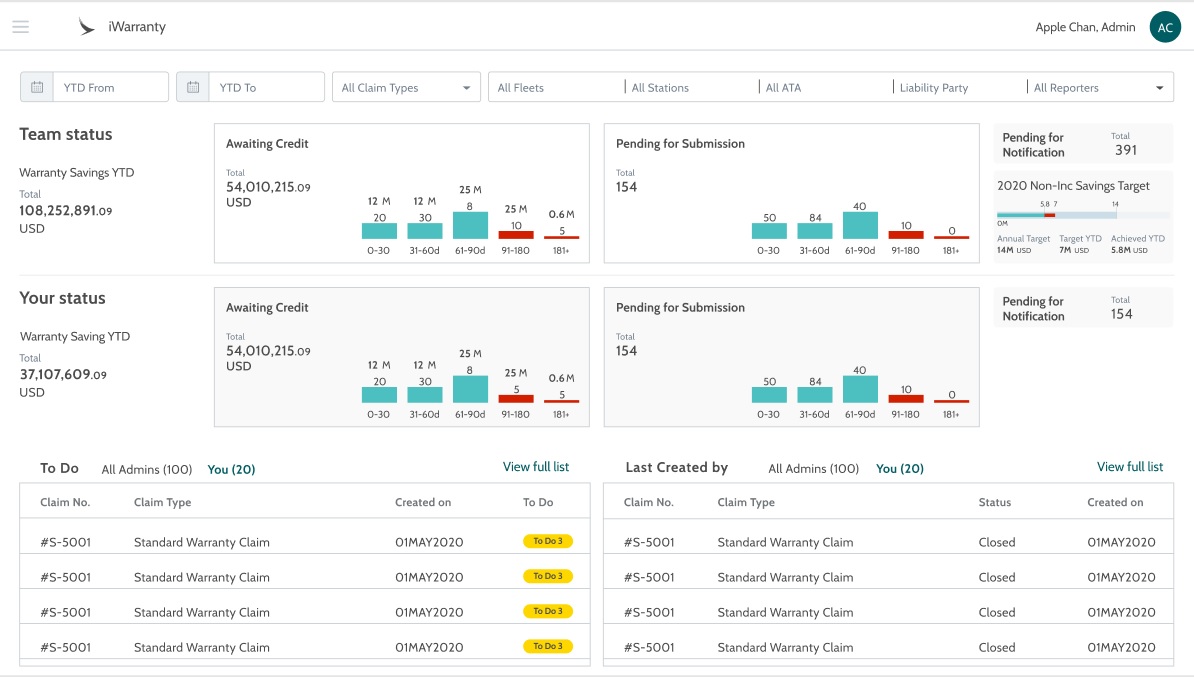 iWarranty
Apple Chan, Admin
AC
YTD From
YTD To
All Claim Types
All Fleets
All Stations
All ATA
Liability Party
All Reporters
Team status
Warranty Savings YTD
Total
108,252,891.09
USD
Awaiting Credit
Total
54,010,215.09
USD
12 M 12 M 25 M 25 M 0.6 M
20 30 8 10 5
0-30 31-60d 61-90d 91-180 181+
Pending for Submission
Total
154
50 84 40 10 0
0-30 31-60d 61-90d 91-180 181+
Pending for
Notification
Total
391
2020 Non-Inc Savings Target
5,8 7 14
0M
Annual Target Target YTD Achieved YTD
14M USD 7M USD 5.8M USD
Your status
Warranty Saving YTD
Total
37,107,609.09
USD
Awaiting Credit
Total
54,010,215.09
USD
12 M 12 M 25 M 25 M 0.6 M
20 30 8 5 5
0-30 31-60d 61-90d 91-180 181+
Pending for Submission
Total
154
50 84 40 10 0
0-30 31-60d 61-90d 91-180 181+
Pending for
Notification
Total
154
To Do All Admins (100) You (20) View full list
Claim No. Claim Type Created on To Do
#S-5001 Standard Warranty Claim 01MAY2020 To Do 3
#S-5001 Standard Warranty Claim 01MAY2020 To Do 3
#S-5001 Standard Warranty Claim 01MAY2020 To Do 3
#S-5001 Standard Warranty Claim 01MAY2020 To Do 3
Last Created by All Admins (100) You (20) View full list
Claim No. Claim Type Status Created on
#S-5001 Standard Warranty Claim Closed 01MAY2020
#S-5001 Standard Warranty Claim Closed 01MAY2020
#S-5001 Standard Warranty Claim Closed 01MAY2020
#S-5001 Standard Warranty Claim Closed 01MAY2020